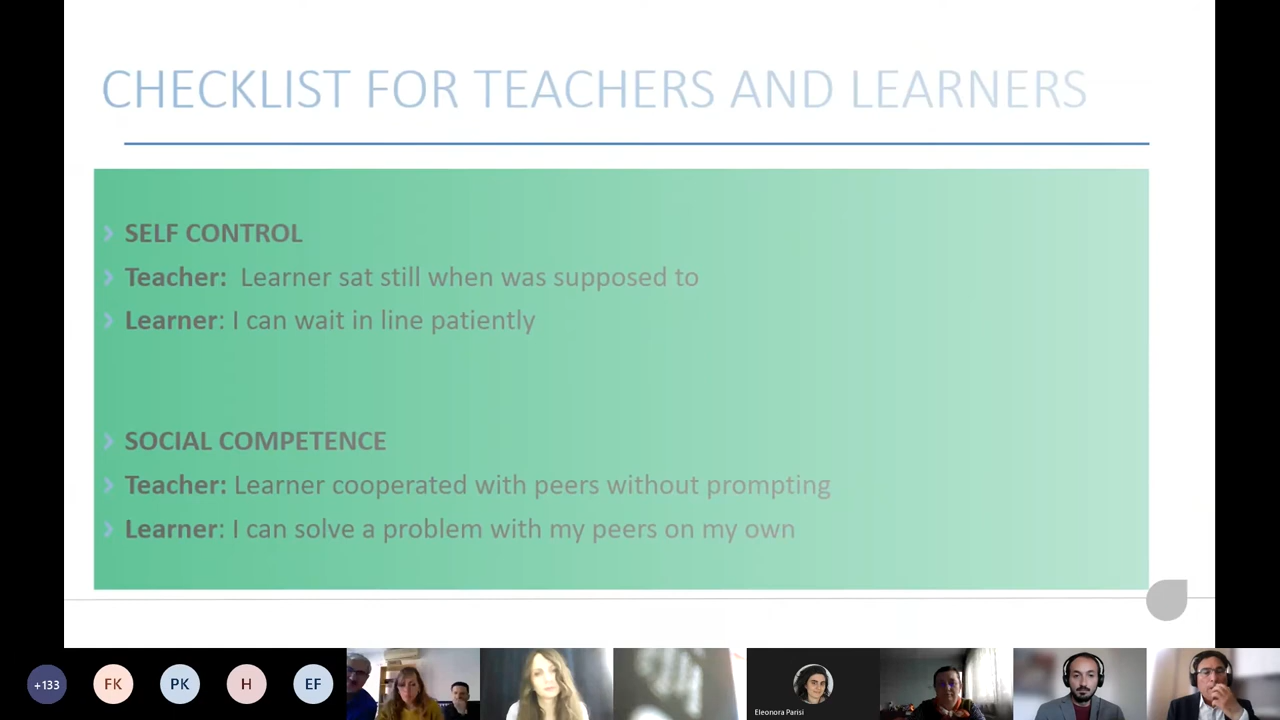 CHECKLIST FOR TEACHERS AND LEARNERS
SELF CONTROL
Teacher: Learner sat still when was supposed to
Learner: I can wait in line patiently
SOCIAL COMPETENCE
Teacher: Learner cooperated with peers without prompting
Learner: I can solve a problem with my peers on my own
+133
FK
PK
H
EF
Eleonora Parisi